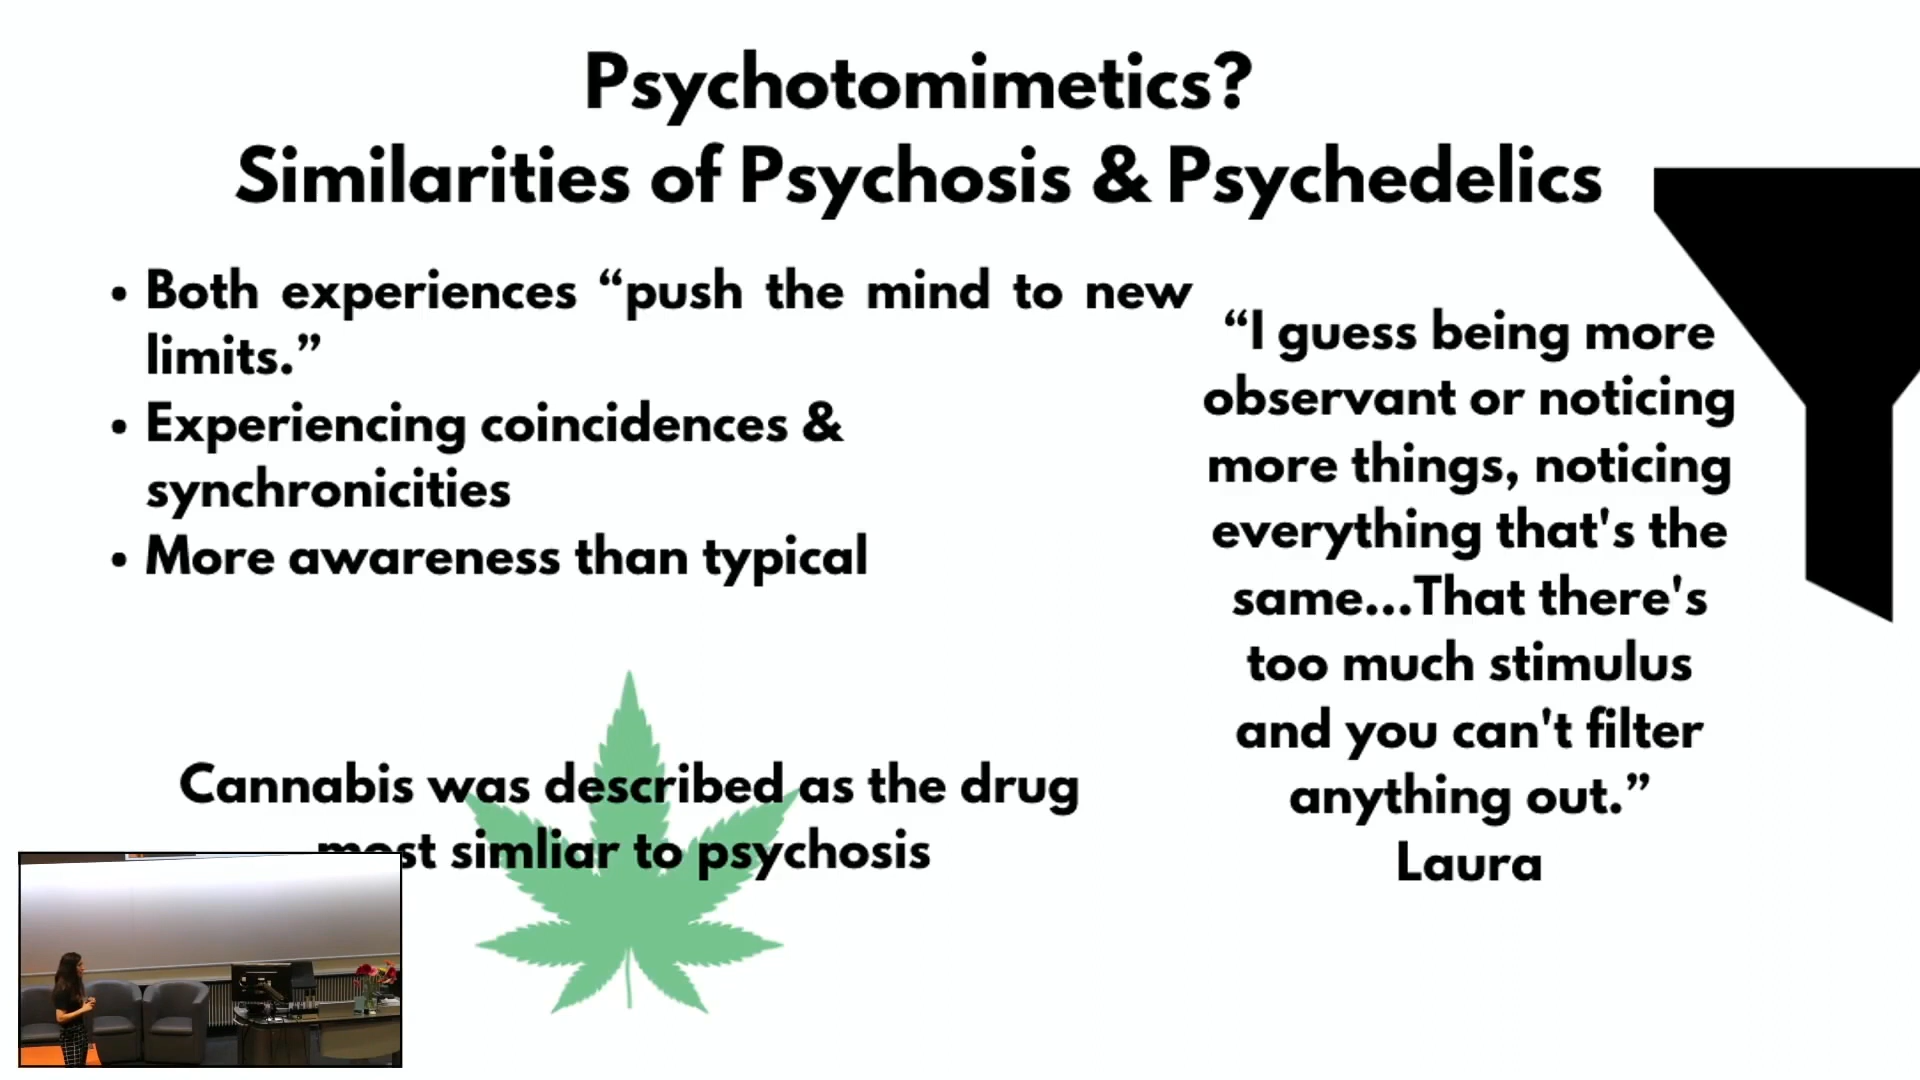 Psychotomimetics?
Similarities of Psychosis & Psychedelics
• Both experiences “push the mind to new
limits.”
• Experiencing coincidences &
synchronicities
• More awareness than typical
Cannabis was described as the drug
most simliar to psychosis
“I guess being more
observant or noticing
more things, noticing
everything that's the
same...That there's
too much stimulus
and you can't filter
anything out.”
Laura